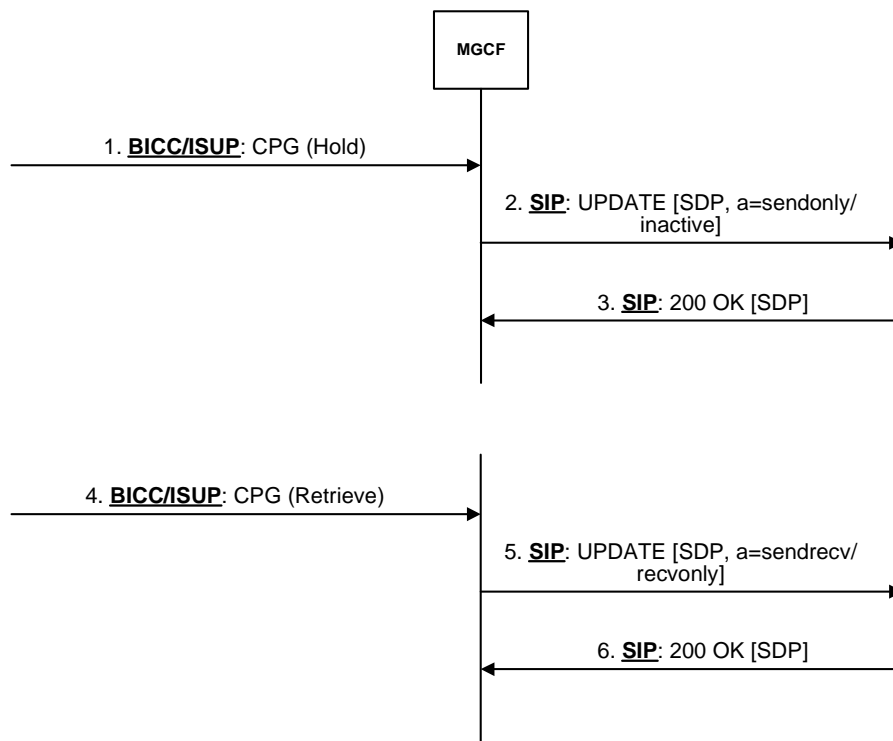 MGCF
1. BICC/ISUP: CPG (Hold)
2. SIP: UPDATE [SDP, a=sendonly/
inactive]
3. SIP: 200 OK [SDP]
4. BICC/ISUP: CPG (Retrieve)
5. SIP: UPDATE [SDP, a=sendrecv/
recvonly]
6. SIP: 200 OK [SDP]